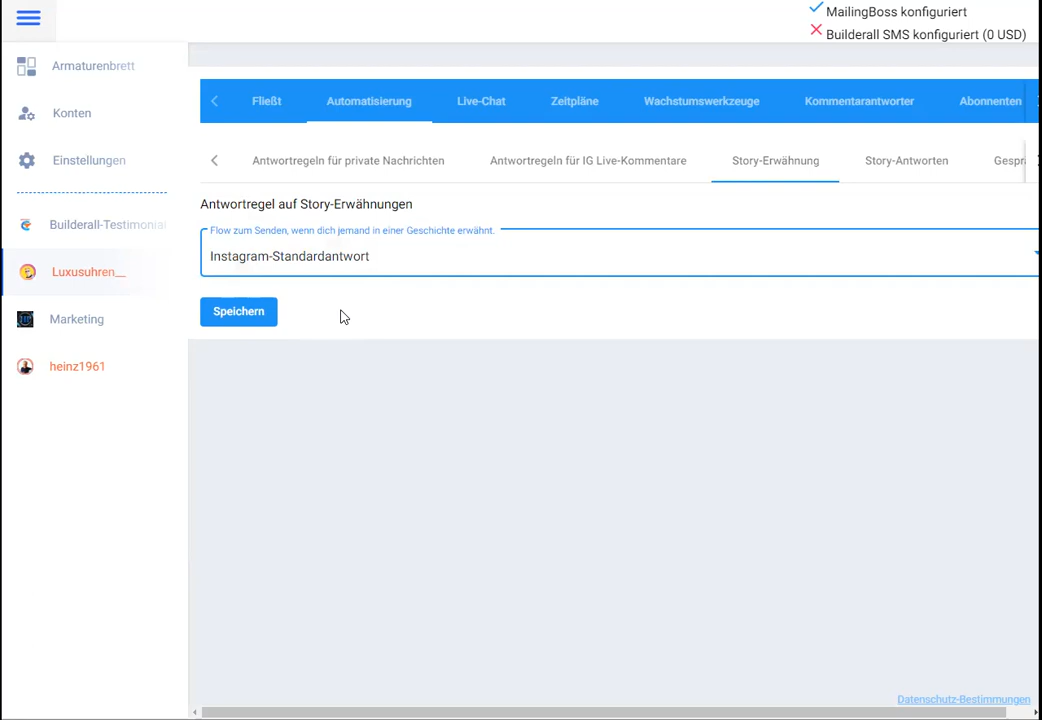 MailingBoss konfiguriert
Builderall SMS konfiguriert (0 USD)
Armaturenbrett
Konten
Einstellungen
Builderall-Testimonial
Luxusuhren__
Marketing
heinz1961
Fließt Automatisierung Live-Chat Zeitpläne Wachstumswerkzeuge Kommentarantworter Abonnenten
Antwortregeln für private Nachrichten Antwortregeln für IG Live-Kommentare Story-Erwähnung Story-Antworten Gesprä
Antwortregel auf Story-Erwähnungen
Flow zum Senden, wenn dich jemand in einer Geschichte erwähnt.
Instagram-Standardantwort
Speichern
Datenschutz-Bestimmungen